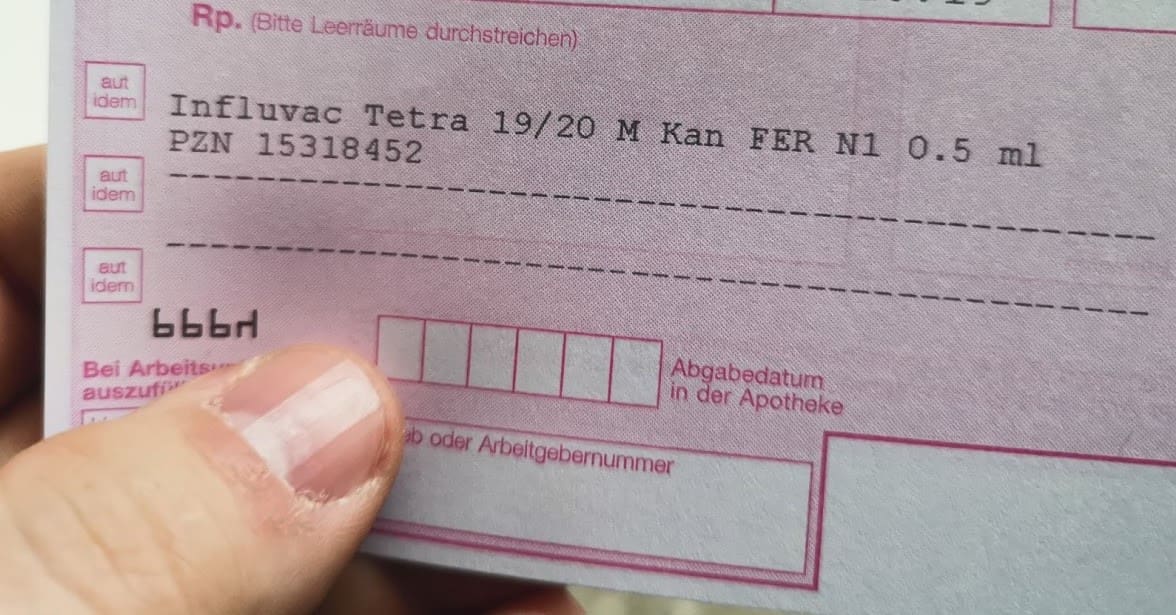 Rp. (Bitte Leerräume durchstreichen)
aut
idem
Influvac Tetra 19/20 M Kan FER N1 0.5 ml
PZN 15318452
aut
idem
aut
idem
Bei
auszufü
Abgabedatum
in der Apotheke
oder Arbeitgebernummer